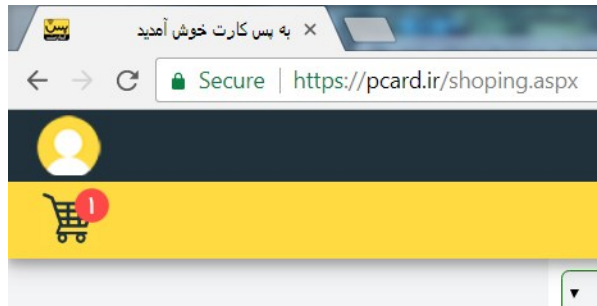 به پس کارت خوش آمدید
Secure | https://pcard.ir/shoping.aspx
۱